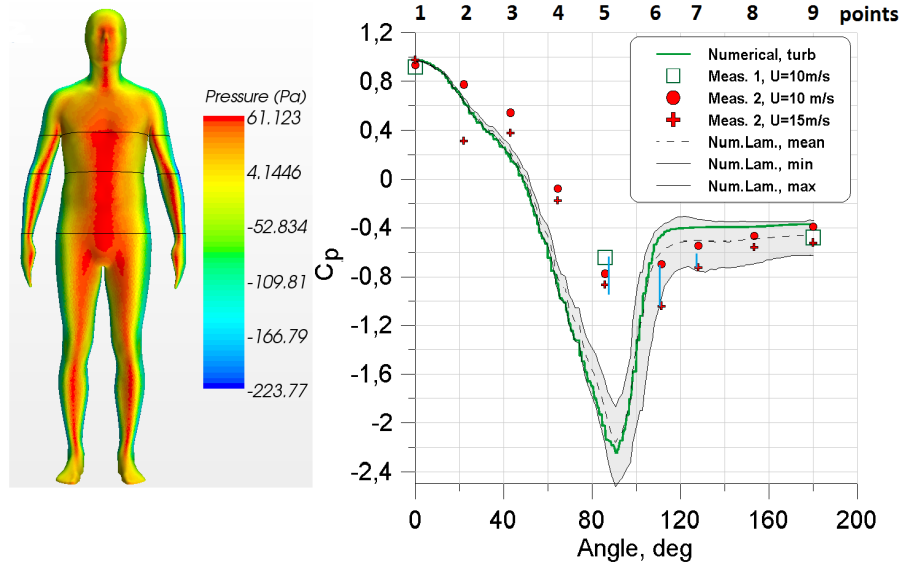 1 2 3 4 5 6 7 8 9 points
Pressure (Pa)
61.123
4.1446
-52.834
-109.81
-166.79
-223.77
1,2
0,8
0,4
0
-0,4
-0,8
-1,2
-1,6
-2
-2,4
Cp
Numerical, turb
Meas. 1, U=10m/s
Meas. 2, U=10 m/s
Meas. 2, U=15m/s
Num.Lam., mean
Num.Lam., min
Num.Lam., max
0 40 80 120 160 200
Angle, deg